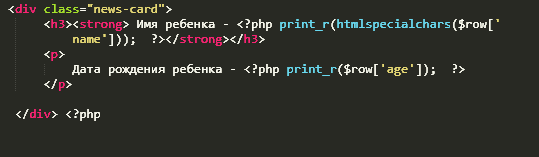 <div class="news-card">
<h3><strong> Имя ребенка - <?php print_r(htmlspecialchars($row['
name']));  ?></strong></h3>
<p>
Дата рождения ребенка - <?php print_r($row['age']);  ?>
</p>
</div> <?php